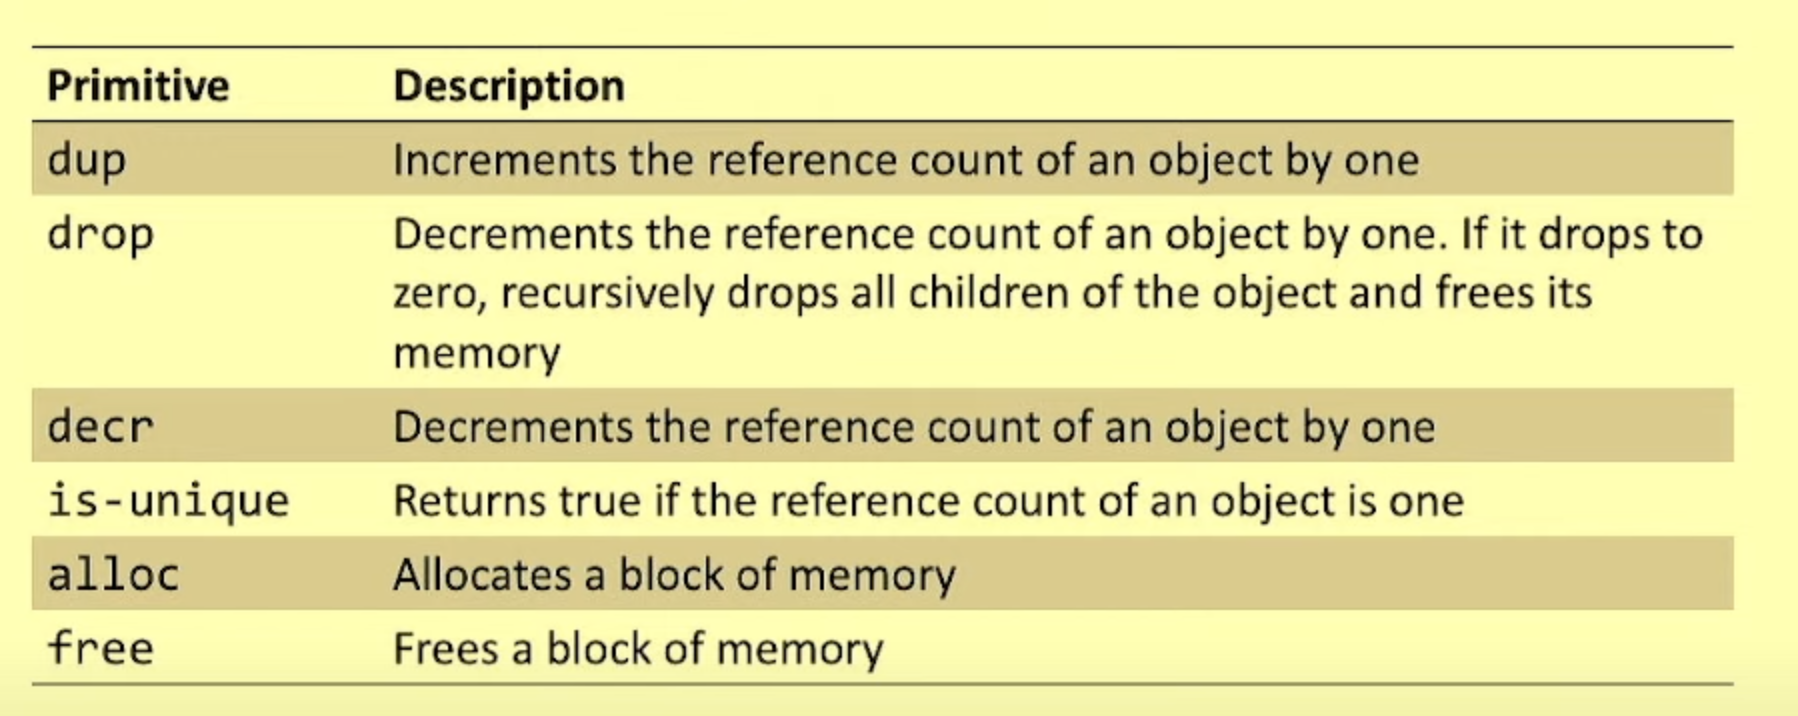 Primitive Description
dup Increments the reference count of an object by one
drop Decrements the reference count of an object by one. If it drops to
zero, recursively drops all children of the object and frees its
memory
decr Decrements the reference count of an object by one
is-unique Returns true if the reference count of an object is one
alloc Allocates a block of memory
free Frees a block of memory